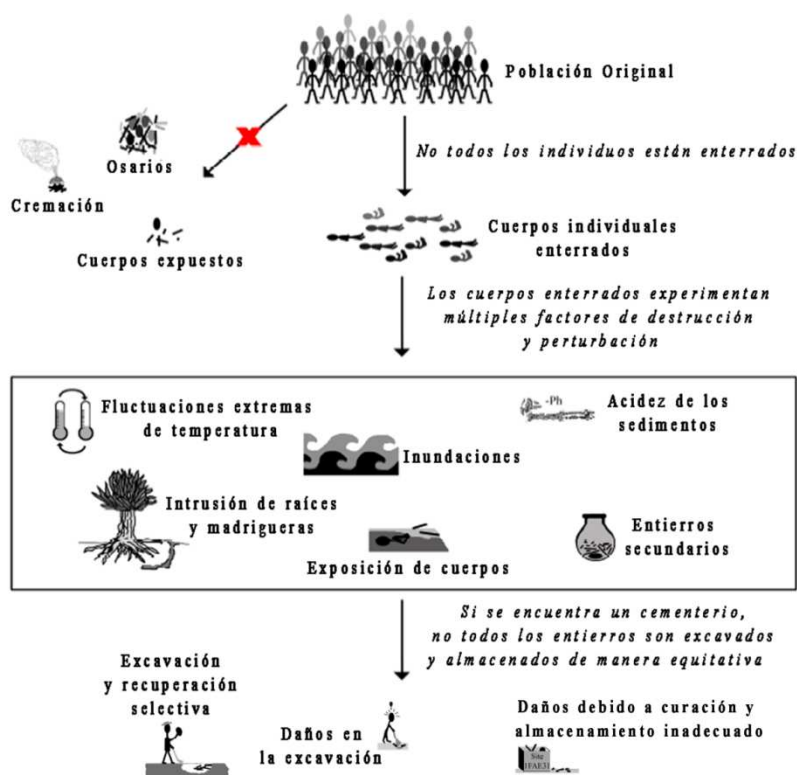 Población Original
No todos los individuos están enterrados
Osarios
Cremación
Cuerpos expuestos
Cuerpos individuales
enterrados
Los cuerpos enterrados experimentan
múltiples factores de destrucción
y perturbación
Fluctuaciones extremas
de temperatura
-Ph
Acidez de los
sedimentos
Inundaciones
Intrusión de raíces
y madrigueras
Exposición de cuerpos
Entierros
secundarios
Si se encuentra un cementerio,
no todos los entierros son excavados
y almacenados de manera equitativa
Excavación
y recuperación
selectiva
Daños en
la excavación
Daños debido a curación y
almacenamiento inadecuado
Site